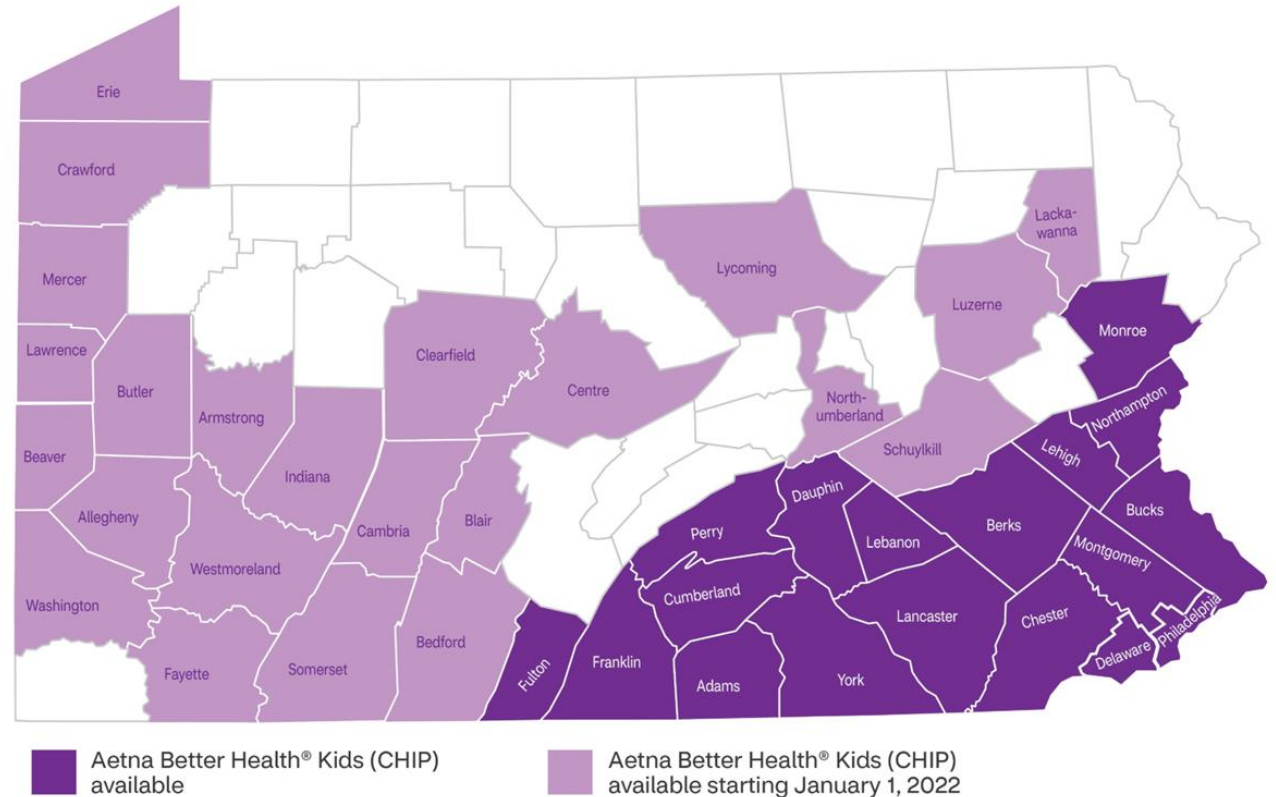 Erie
Crawford
Lacka-
wanna
Mercer
Lycoming
Luzerne
Monroe
Lawrence
Clearfield
Butler
Centre
Armstrong
North-
umberland
Northampton
Beaver
Indiana
Schuylkill
Lehigh
Allegheny
Cambria
Blair
Dauphin
Bucks
Perry
Lebanon
Berks
Westmoreland
Montgomery
Washington
Cumberland
Lancaster
Chester
Philadelphia
Bedford
Delaware
Fayette
Somerset
Fulton
Franklin
Adams
York
Aetna Better Health® Kids (CHIP)
available
Aetna Better Health® Kids (CHIP)
available starting January 1, 2022